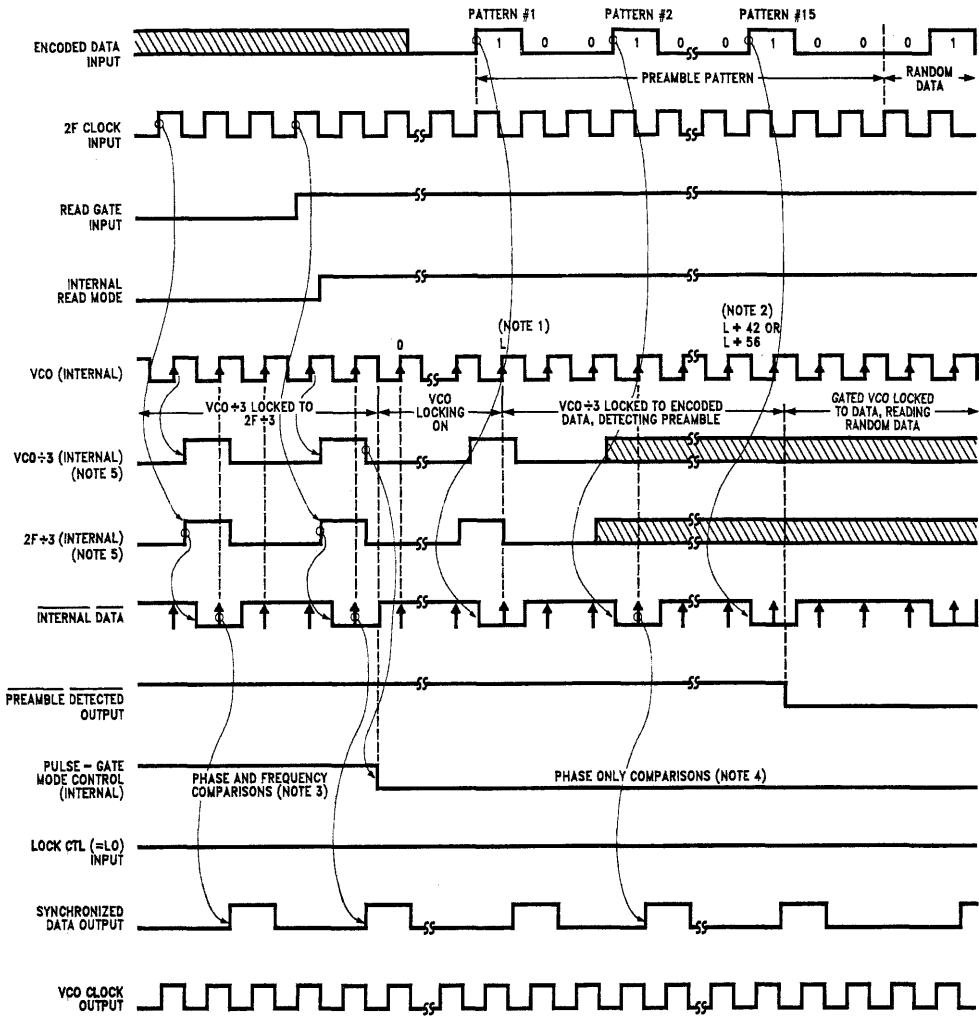 PATTERN #1 PATTERN #2 PATTERN #15
ENCODED DATA
INPUT
1 0 0 1 0 0 1 0 0 0 1
PREAMBLE PATTERN
RANDOM
DATA
2F CLOCK
INPUT
READ GATE
INPUT
INTERNAL
READ MODE
(NOTE 1)
(NOTE 2)
L + 42 OR
L + 56
0 L
VCO (INTERNAL)
VCO÷3 LOCKED TO
2F÷3
VCO
LOCKING
ON
VCO÷3 LOCKED TO ENCODED
DATA, DETECTING PREAMBLE
GATED VCO LOCKED
TO DATA, READING
RANDOM DATA
VCO÷3 (INTERNAL)
(NOTE 5)
2F÷3 (INTERNAL)
(NOTE 5)
INTERNAL DATA
PREAMBLE DETECTED
OUTPUT
PULSE-GATE
MODE CONTROL
(INTERNAL)
PHASE AND FREQUENCY
COMPARISONS (NOTE 3)
PHASE ONLY COMPARISONS (NOTE 4)
LOCK CTL (=LO)
INPUT
SYNCHRONIZED
DATA OUTPUT
VCO CLOCK
OUTPUT